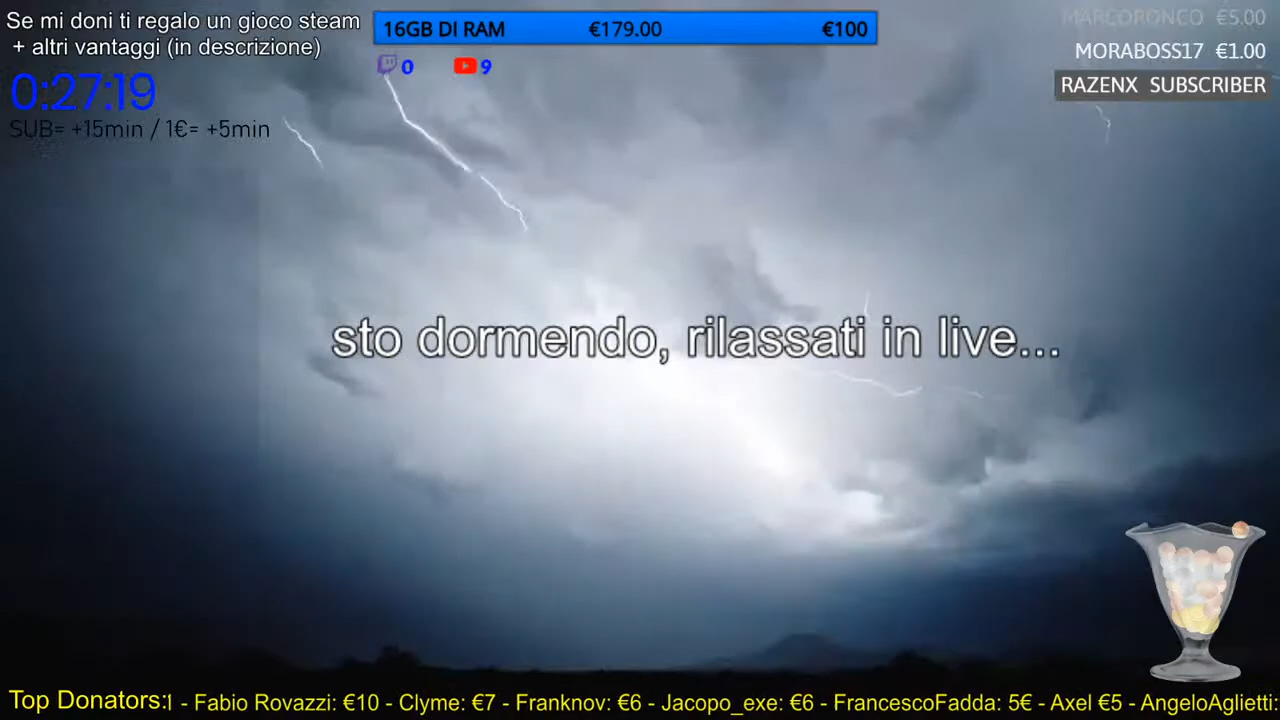 Se mi doni ti regalo un gioco steam
+ altri vantaggi (in descrizione)
0:27:19
SUB= +15min / 1€= +5min
16GB DI RAM €179.00 €100
0 9
MARCORONCO €5.00
MORABOSS17 €1.00
RAZENX SUBSCRIBER
sto dormendo, rilassati in live...
Top Donators: - Fabio Rovazzi: €10 - Clyme: €7 - Franknov: €6 - Jacopo_exe: €6 - FrancescoFadda: 5€ - Axel €5 - AngeloAglietti: